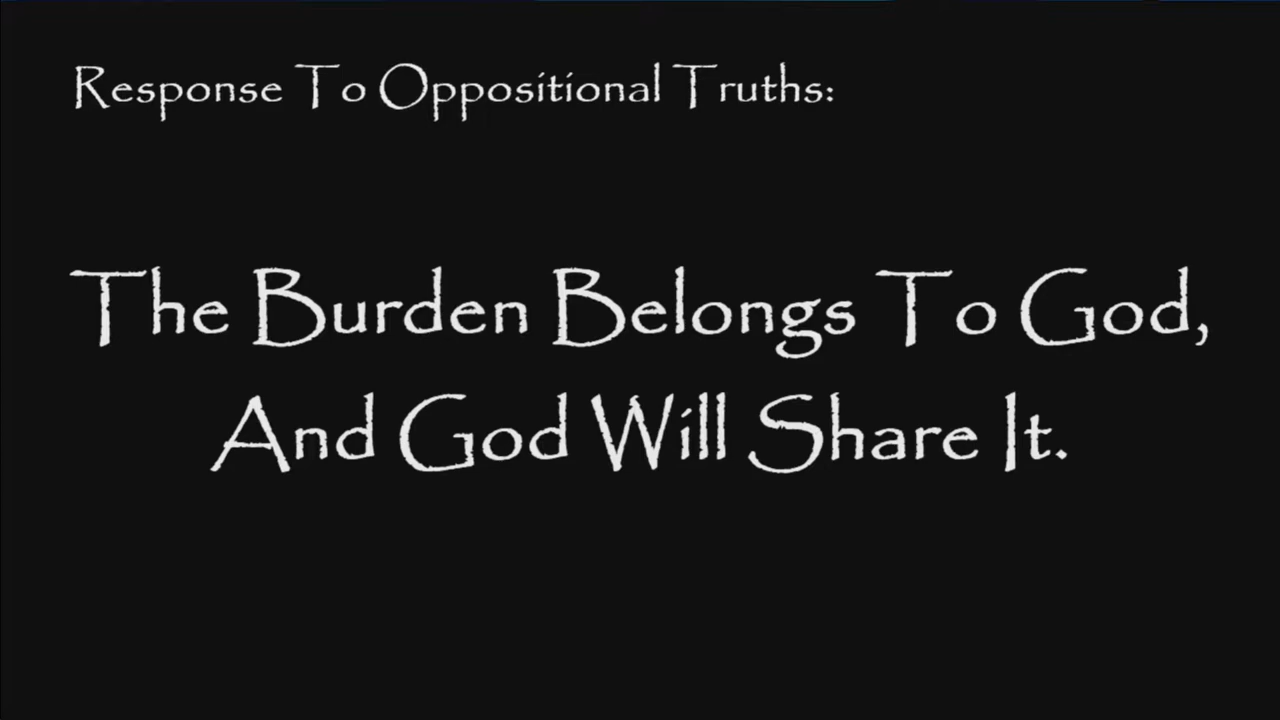 Response To Oppositional Truths:
The Burden Belongs To God,
And God Will Share It.